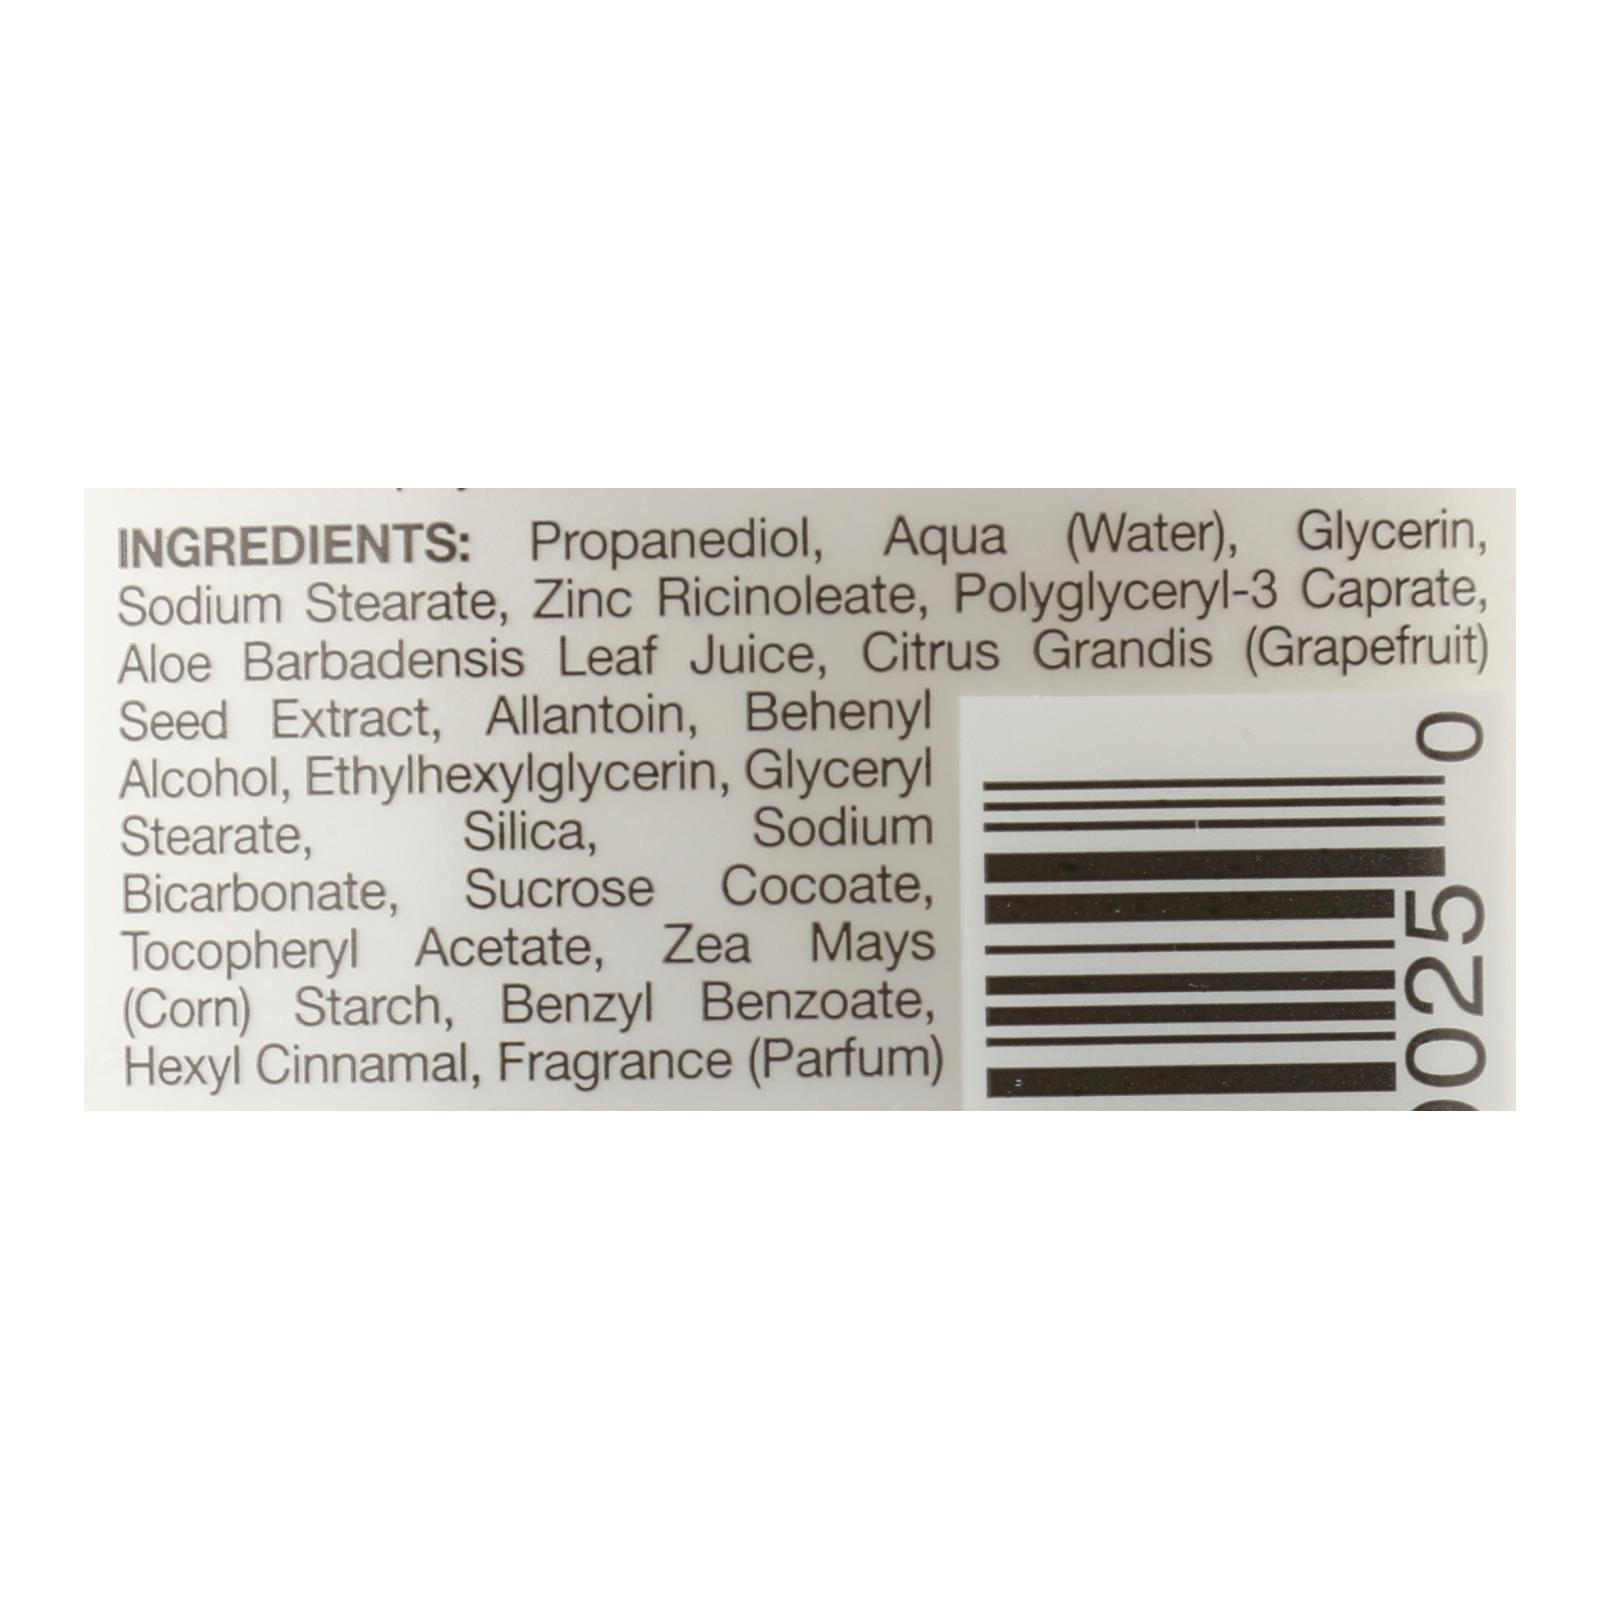 INGREDIENTS: Propanediol, Aqua (Water), Glycerin,
Sodium Stearate, Zinc Ricinoleate, Polyglyceryl-3 Caprate,
Aloe Barbadensis Leaf Juice, Citrus Grandis (Grapefruit)
Seed Extract, Allantoin, Behenyl
Alcohol, Ethylhexylglycerin, Glyceryl
Stearate, Silica, Sodium
Bicarbonate, Sucrose Cocoate,
Tocopheryl Acetate, Zea Mays
(Corn) Starch, Benzyl Benzoate,
Hexyl Cinnamal, Fragrance (Parfum)
025 0